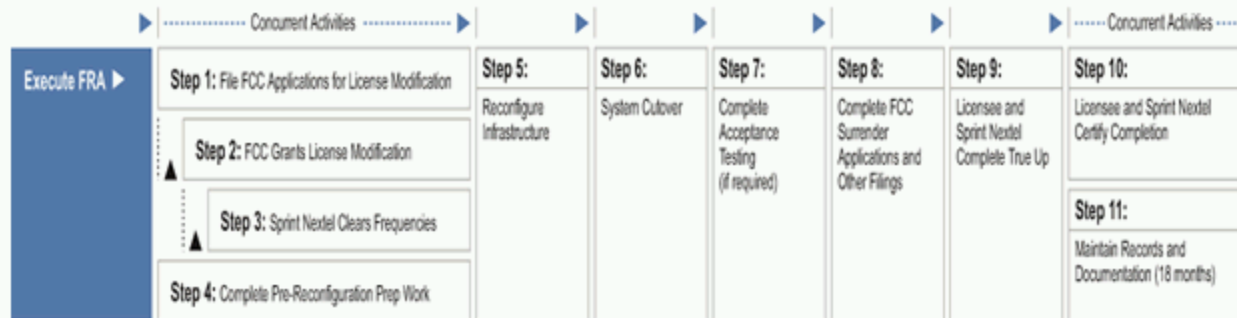 Concurrent Activities
Concurrent Activities
Execute FRA
Step 1: File FCC Applications for License Modification
Step 2: FCC Grants License Modification
Step 3: Sprint Nextel Clears Frequencies
Step 4: Complete Pre-Reconfiguration Prep Work
Step 5:
Reconfigure
Infrastructure
Step 6:
System Cutover
Step 7:
Complete
Acceptance
Testing
(if required)
Step 8:
Complete FCC
Surrender
Applications and
Other Filings
Step 9:
Licensee and
Sprint Nextel
Complete True Up
Step 10:
Licensee and Sprint Nextel
Certify Completion
Step 11:
Maintain Records and
Documentation (18 months)